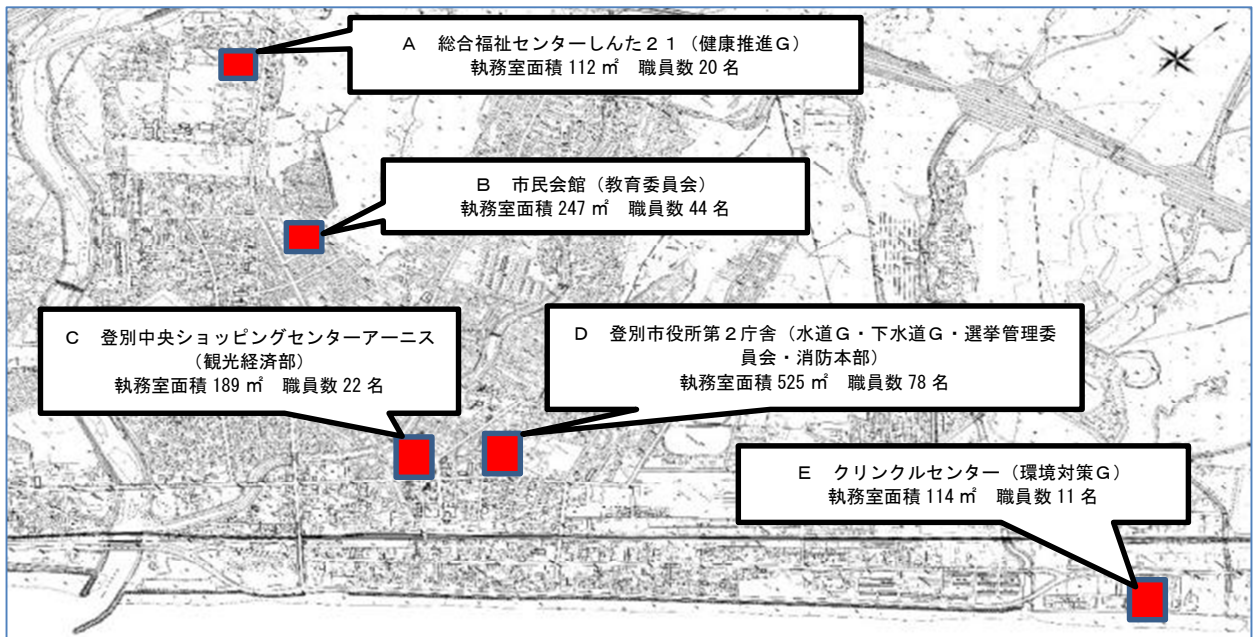 A 総合福祉センターしんた２１（健康推進Ｇ）
執務室面積 112 ㎡ 職員数 20 名
B 市民会館（教育委員会）
執務室面積 247 ㎡ 職員数 44 名
C 登別中央ショッピングセンターアーニス
（観光経済部）
執務室面積 189 ㎡ 職員数 22 名
D 登別市役所第２庁舎（水道Ｇ・下水道Ｇ・選挙管理委
員会・消防本部）
執務室面積 525 ㎡ 職員数 78 名
E クリンクルセンター（環境対策Ｇ）
執務室面積 114 ㎡ 職員数 11 名